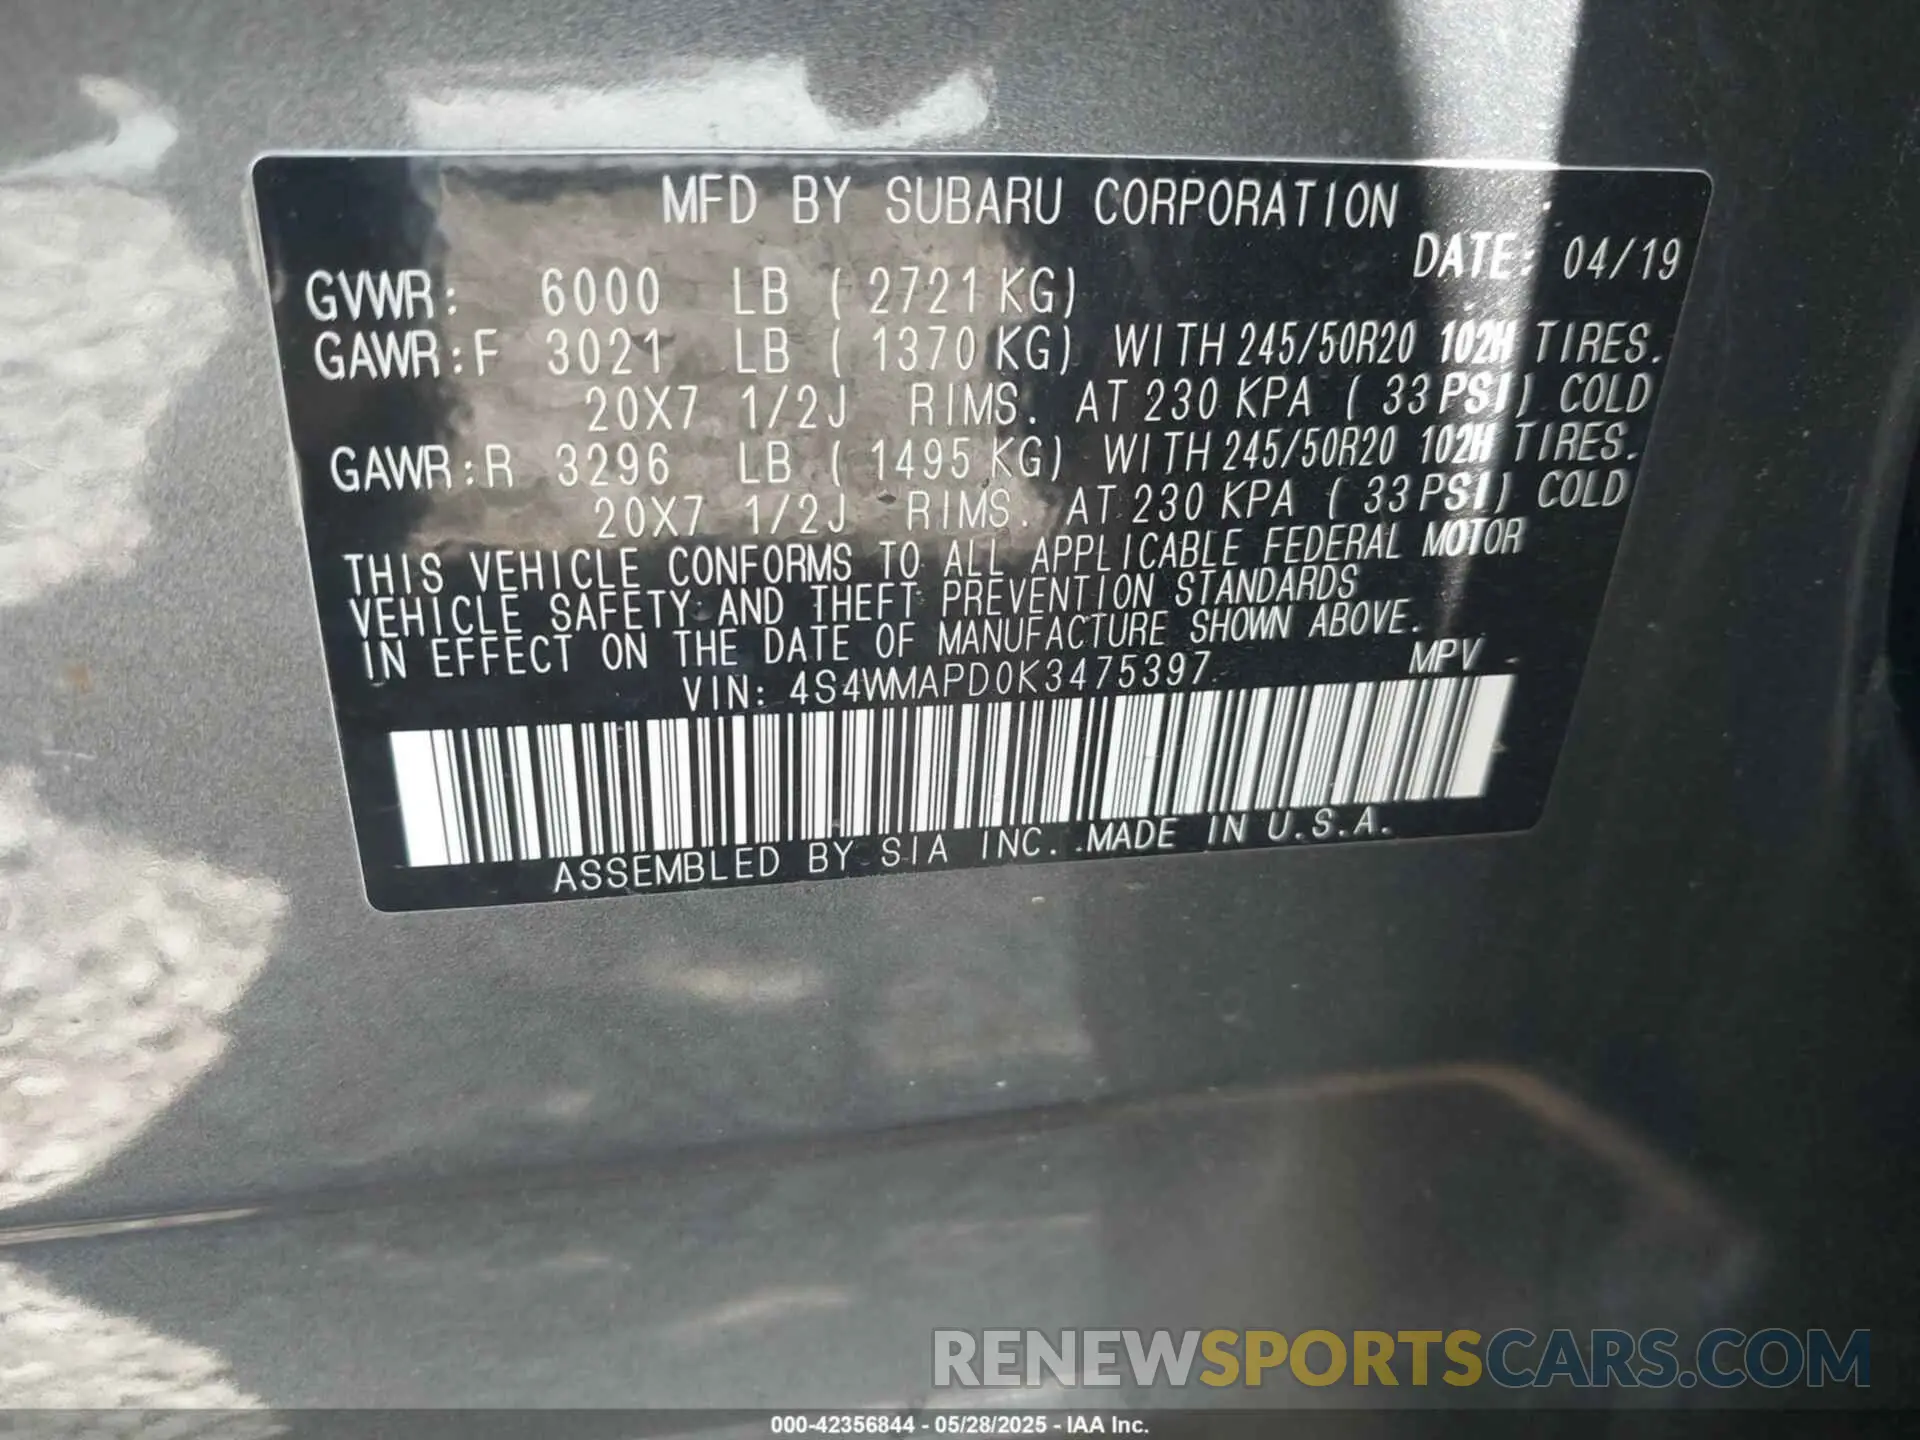 MFD BY SUBARU CORPORATION
DATE: 04/19
GVWR: 6000 LB ( 2721 KG)
GAWR:F 3021 LB ( 1370 KG) WITH 245/50R20 102H TIRES.
20X7 1/2J RIMS. AT 230 KPA ( 33 PSI) COLD
GAWR:R 3296 LB ( 1495 KG) WITH 245/50R20 102H TIRES.
20X7 1/2J RIMS. AT 230 KPA ( 33 PSI) COLD
THIS VEHICLE CONFORMS TO ALL APPLICABLE FEDERAL MOTOR
VEHICLE SAFETY AND THEFT PREVENTION STANDARDS
IN EFFECT ON THE DATE OF MANUFACTURE SHOWN ABOVE.
VIN: 4S4WMAPD0K3475397 MPV
ASSEMBLED BY SIA INC. MADE IN U.S.A.
RENEWSPORTSCARS.COM
000-42356844 - 05/28/2025 - IAA Inc.